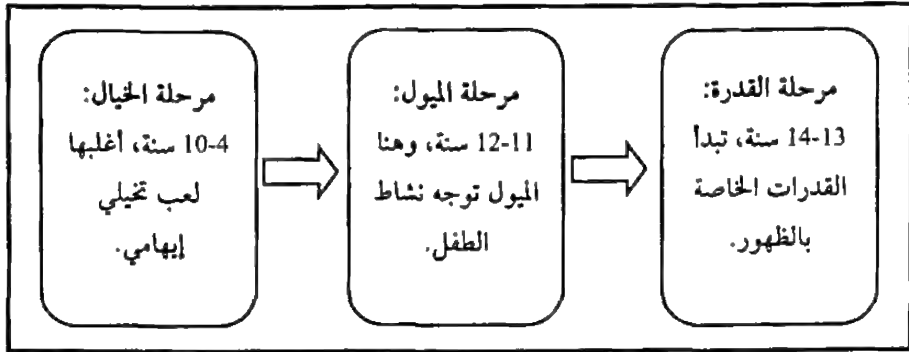 مرحلة الخيال:
4-10 سنة، أغلبها
لعب تخيلي
إيهامي.
مرحلة الميول:
11-12 سنة، وهنا
الميول توجه نشاط
الطفل.
مرحلة القدرة:
13-14 سنة، تبدأ
القدرات الخاصة
بالظهور.